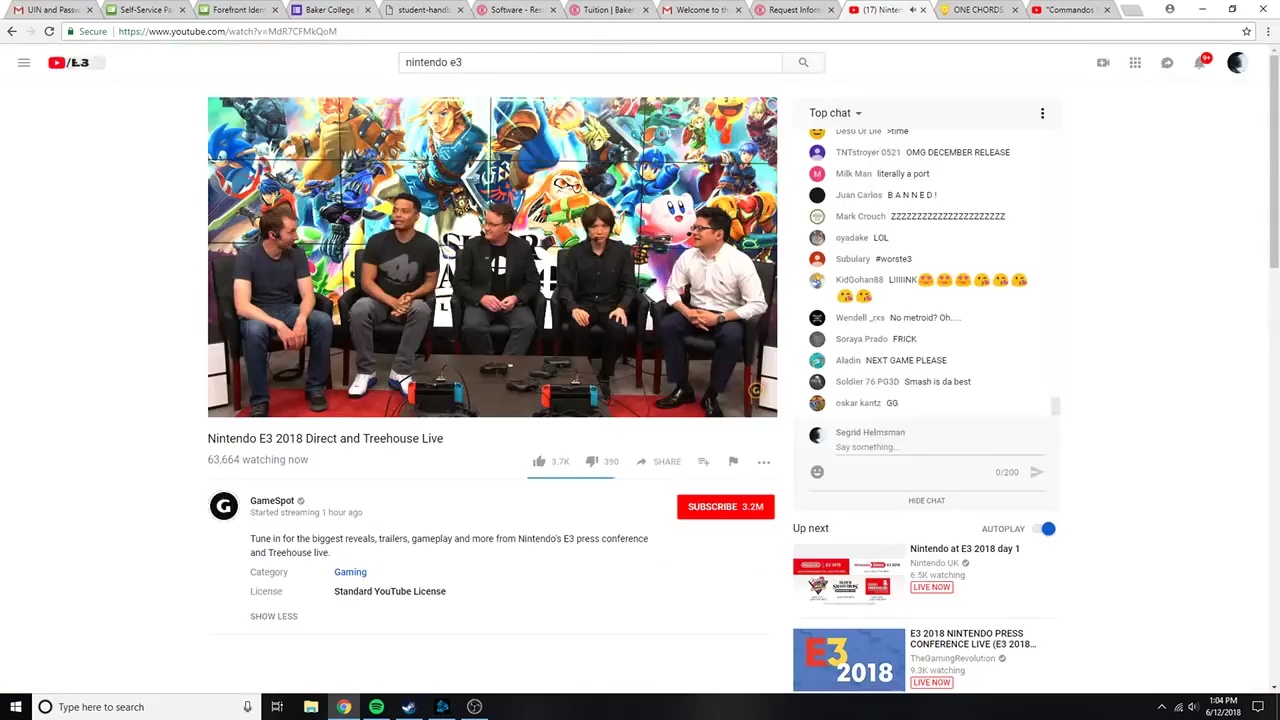 UIN and Passw
Self-Service Pa
Forefront Identi
Baker College I
student-handb
Software - Res
Tuition | Baker
Welcome to th
Request Inform
(17) Ninten
ONE CHORDS
"Commandos
Secure https://www.youtube.com/watch?v=MdR7CFMkQoM
/E3
nintendo e3
9+
Top chat
Desu Or Die >time
TNTstroyer 0521 OMG DECEMBER RELEASE
M Milk Man literally a port
Juan Carlos B A N N E D !
Mark Crouch ZZZZZZZZZZZZZZZZZZZZZZZ
oyadake LOL
Subulary #worste3
KidGohan88 LIIIIINK
Wendell _rxs No metroid? Oh.....
Soraya Prado FRICK
Aladin NEXT GAME PLEASE
Soldier 76 PG3D Smash is da best
oskar kantz GG
Segrid Helmsman
Say something...
0/200
HIDE CHAT
Nintendo E3 2018 Direct and Treehouse Live
63,664 watching now
3.7K
390
SHARE
G
GameSpot
Started streaming 1 hour ago
SUBSCRIBE 3.2M
Tune in for the biggest reveals, trailers, gameplay and more from Nintendo's E3 press conference
and Treehouse live.
Category Gaming
License Standard YouTube License
SHOW LESS
Up next
AUTOPLAY
Nintendo at E3 2018 day 1
Nintendo UK
6.5K watching
LIVE NOW
E3 2018
E3 2018 NINTENDO PRESS
CONFERENCE LIVE (E3 2018...
TheGamingRevolution
9.3K watching
LIVE NOW
Type here to search
1:04 PM
6/12/2018